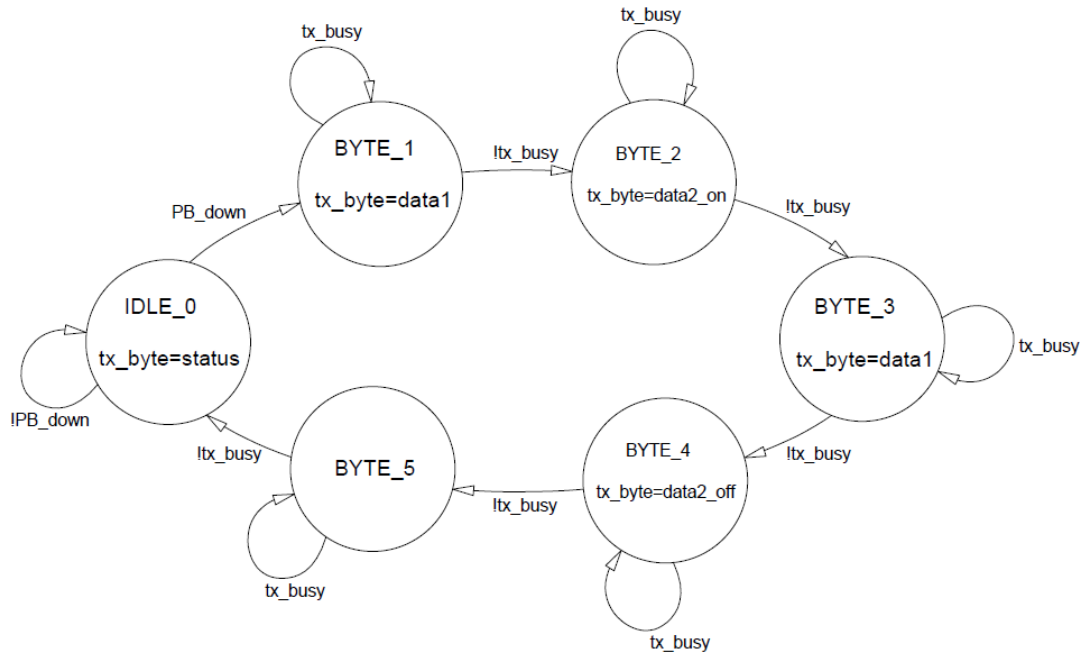 tx_busy
tx_busy
BYTE_1
tx_byte=data1
!tx_busy
BYTE_2
tx_byte=data2_on
PB_down
!tx_busy
IDLE_0
tx_byte=status
!PB_down
BYTE_3
tx_byte=data1
tx_busy
!tx_busy
BYTE_5
!tx_busy
BYTE_4
tx_byte=data2_off
!tx_busy
tx_busy
tx_busy